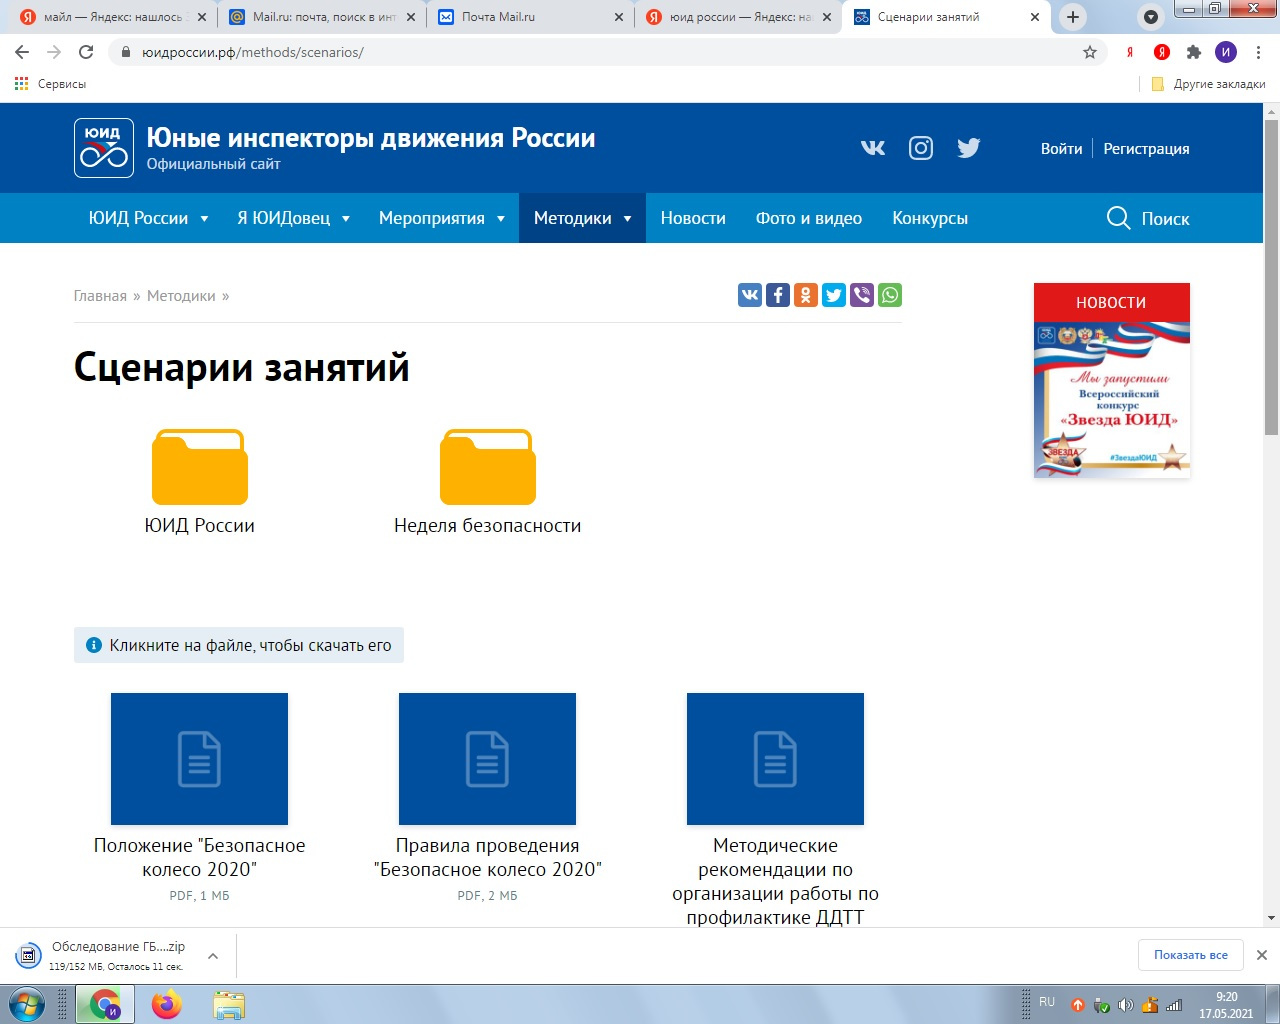 майл — Яндекс: нашлось
Mail.ru: почта, поиск в инт
Почта Mail.ru
юид россии — Яндекс: на
Сценарии занятий
юидроссии.рф/methods/scenarios/
Я
Я
И
Сервисы
Другие закладки
ЮИД
Юные инспекторы движения России
Официальный сайт
Войти
Регистрация
ЮИД России
Я ЮИДовец
Мероприятия
Методики
Новости
Фото и видео
Конкурсы
Поиск
Главная » Методики »
НОВОСТИ
Мы запустили
Всероссийский
конкурс
«Звезда ЮИД»
ЗВЕЗДА
#ЗвездаЮИД
Сценарии занятий
ЮИД России
Неделя безопасности
Кликните на файле, чтобы скачать его
Положение "Безопасное
колесо 2020"
PDF, 1 МБ
Правила проведения
"Безопасное колесо 2020"
PDF, 2 МБ
Методические
рекомендации по
организации работы по
профилактике ДДТТ
Обследование ГБ....zip
119/152 МБ, Осталось 11 сек.
Показать все
RU
9:20
17.05.2021